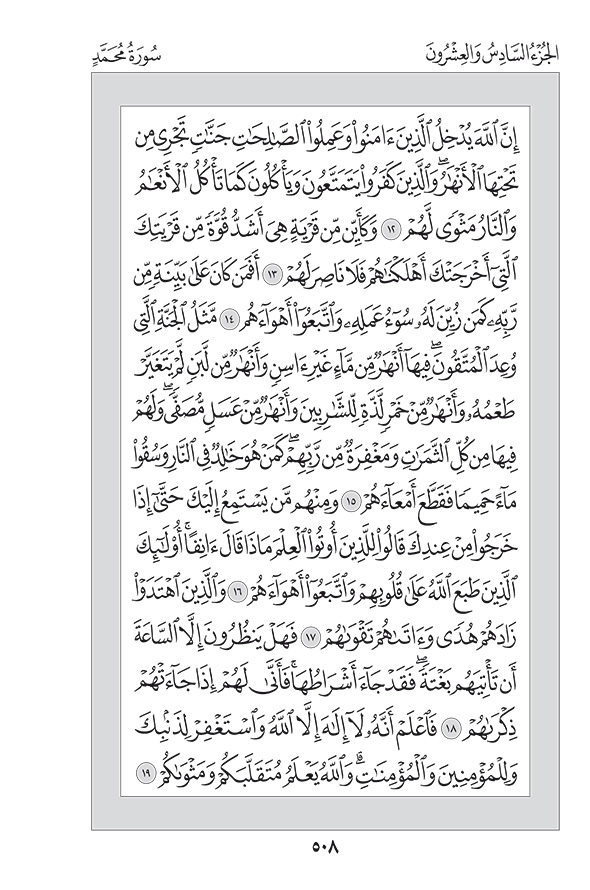 الجُزْءُ السَّادِسُ وَالعِشْرُونَ
سُورَةُ مُحَمَّدٍ
إِنَّ ٱللَّهَ يُدْخِلُ ٱلَّذِينَ ءَامَنُوا۟ وَعَمِلُوا۟ ٱلصَّـٰلِحَـٰتِ جَنَّـٰتٍ تَجْرِى مِن
تَحْتِهَا ٱلْأَنْهَـٰرُ ۖ وَٱلَّذِينَ كَفَرُوا۟ يَتَمَتَّعُونَ وَيَأْكُلُونَ كَمَا تَأْكُلُ ٱلْأَنْعَـٰمُ
وَٱلنَّارُ مَثْوًى لَّهُمْ ١٢ وَكَأَيِّن مِّن قَرْيَةٍ هِىَ أَشَدُّ قُوَّةً مِّن قَرْيَتِكَ
ٱلَّتِىٓ أَخْرَجَتْكَ أَهْلَكْنَـٰهُمْ فَلَا نَاصِرَ لَهُمْ ١٣ أَفَمَن كَانَ عَلَىٰ بَيِّنَةٍ مِّن
رَّبِّهِۦ كَمَن زُيِّنَ لَهُۥ سُوٓءُ عَمَلِهِۦ وَٱتَّبَعُوٓا۟ أَهْوَآءَهُم ١٤ مَّثَلُ ٱلْجَنَّةِ ٱلَّتِى
وُعِدَ ٱلْمُتَّقُونَ ۖ فِيهَآ أَنْهَـٰرٌ مِّن مَّآءٍ غَيْرِ ءَاسِنٍ وَأَنْهَـٰرٌ مِّن لَّبَنٍ لَّمْ يَتَغَيَّرْ
طَعْمُهُۥ وَأَنْهَـٰرٌ مِّنْ خَمْرٍ لَّذَّةٍ لِّلشَّـٰرِبِينَ وَأَنْهَـٰرٌ مِّنْ عَسَلٍ مُّصَفًّى ۖ وَلَهُمْ
فِيهَا مِن كُلِّ ٱلثَّمَرَٰتِ وَمَغْفِرَةٌ مِّن رَّبِّهِمْ ۖ كَمَنْ هُوَ خَـٰلِدٌ فِى ٱلنَّارِ وَسُقُوا۟
مَآءً حَمِيمًا فَقَطَّعَ أَمْعَآءَهُمْ ١٥ وَمِنْهُم مَّن يَسْتَمِعُ إِلَيْكَ حَتَّىٰٓ إِذَا
خَرَجُوا۟ مِنْ عِندِكَ قَالُوا۟ لِلَّذِينَ أُوتُوا۟ ٱلْعِلْمَ مَاذَا قَالَ ءَانِفًا ۚ أُو۟لَـٰٓئِكَ
ٱلَّذِينَ طَبَعَ ٱللَّهُ عَلَىٰ قُلُوبِهِمْ وَٱتَّبَعُوٓا۟ أَهْوَآءَهُمْ ١٦ وَٱلَّذِينَ ٱهْتَدَوْا۟
زَادَهُمْ هُدًى وَءَاتَىٰهُمْ تَقْوَىٰهُمْ ١٧ فَهَلْ يَنظُرُونَ إِلَّا ٱلسَّاعَةَ
أَن تَأْتِيَهُم بَغْتَةً ۖ فَقَدْ جَآءَ أَشْرَاطُهَا ۚ فَأَنَّىٰ لَهُمْ إِذَا جَآءَتْهُمْ
ذِكْرَىٰهُمْ ١٨ فَٱعْلَمْ أَنَّهُۥ لَآ إِلَـٰهَ إِلَّا ٱللَّهُ وَٱسْتَغْفِرْ لِذَنۢبِكَ
وَلِلْمُؤْمِنِينَ وَٱلْمُؤْمِنَـٰتِ ۗ وَٱللَّهُ يَعْلَمُ مُتَقَلَّبَكُمْ وَمَثْوَىٰكُمْ ١٩
٥٠٨